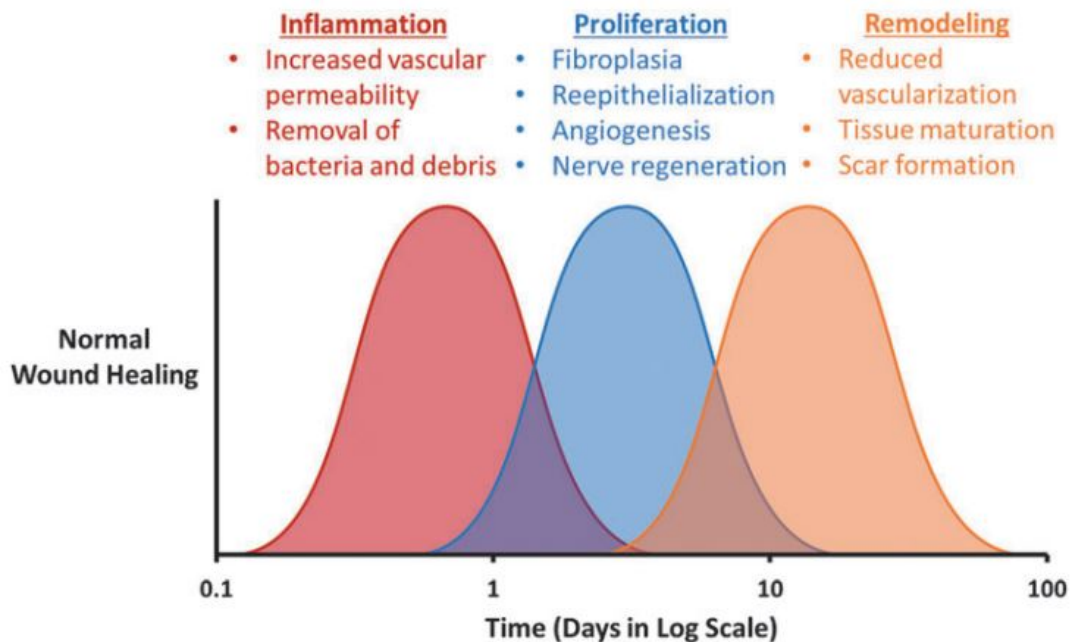 Inflammation
• Increased vascular
permeability
• Removal of
bacteria and debris
Proliferation
• Fibroplasia
• Reepithelialization
• Angiogenesis
• Nerve regeneration
Remodeling
• Reduced
vascularization
• Tissue maturation
• Scar formation
Normal
Wound Healing
0.1 1 10 100
Time (Days in Log Scale)